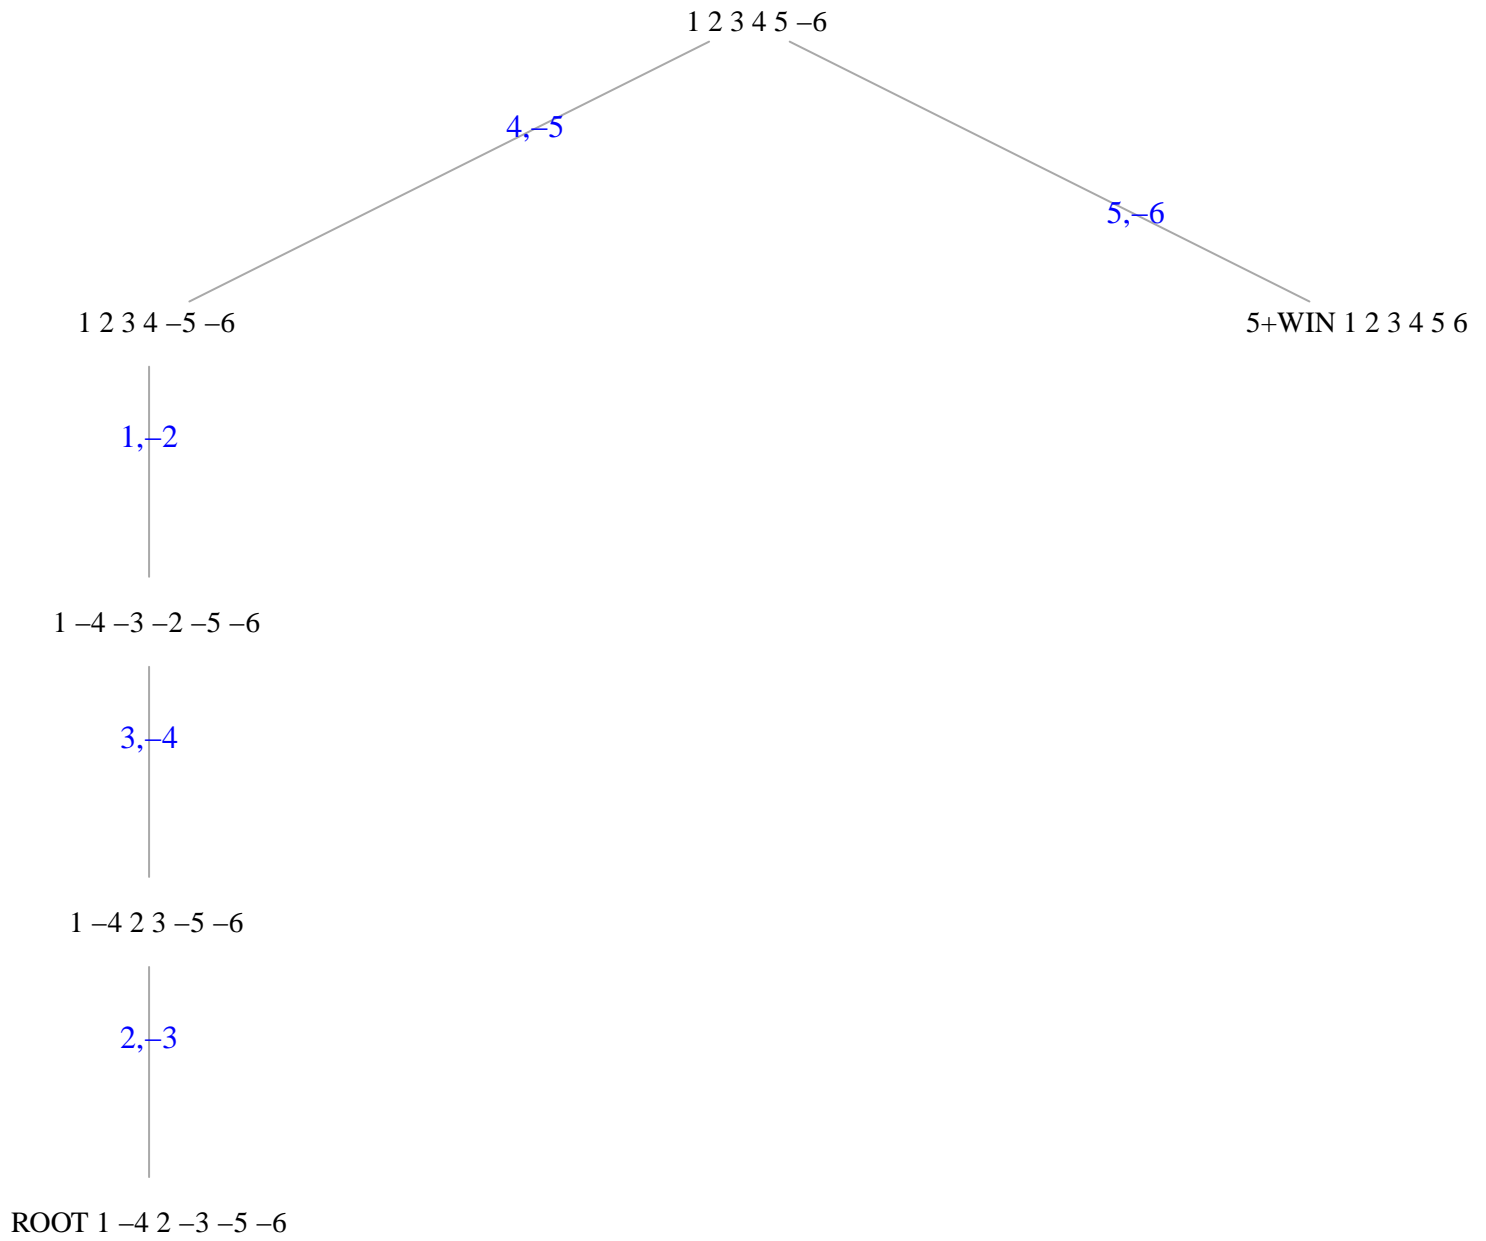 1 2 3 4 5 –6
4,–5
5,–6
1 2 3 4 –5 –6
5+WIN 1 2 3 4 5 6
1,–2
1 –4 –3 –2 –5 –6
3,–4
1 –4 2 3 –5 –6
2,–3
ROOT 1 –4 2 –3 –5 –6